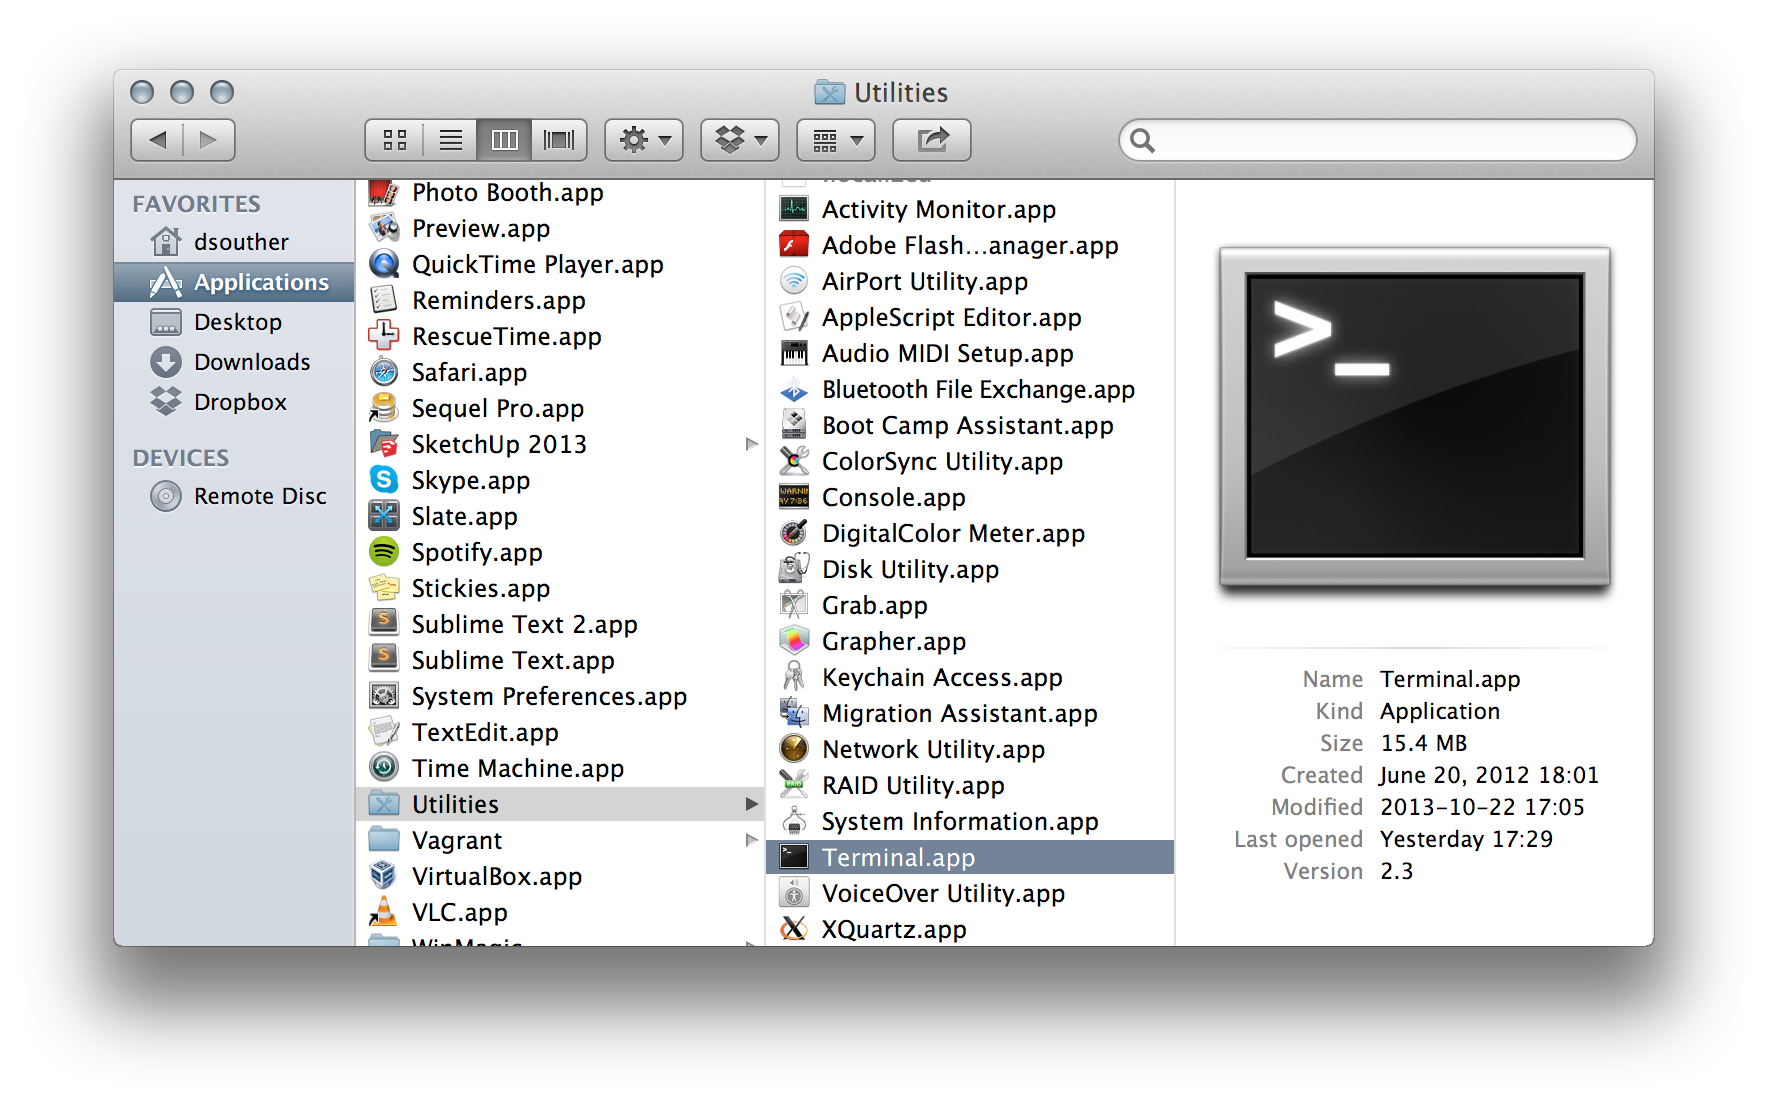 Utilities
FAVORITES
dsouther
Applications
Desktop
Downloads
Dropbox
DEVICES
Remote Disc
Photo Booth.app
Preview.app
QuickTime Player.app
Reminders.app
RescueTime.app
Safari.app
Sequel Pro.app
SketchUp 2013
Skype.app
Slate.app
Spotify.app
Stickies.app
Sublime Text 2.app
Sublime Text.app
System Preferences.app
TextEdit.app
Time Machine.app
Utilities
Vagrant
VirtualBox.app
VLC.app
WinMagic
Activity Monitor.app
Adobe Flash...anager.app
AirPort Utility.app
AppleScript Editor.app
Audio MIDI Setup.app
Bluetooth File Exchange.app
Boot Camp Assistant.app
ColorSync Utility.app
Console.app
DigitalColor Meter.app
Disk Utility.app
Grab.app
Grapher.app
Keychain Access.app
Migration Assistant.app
Network Utility.app
RAID Utility.app
System Information.app
Terminal.app
VoiceOver Utility.app
XQuartz.app
>_
Name Terminal.app
Kind Application
Size 15.4 MB
Created June 20, 2012 18:01
Modified 2013-10-22 17:05
Last opened Yesterday 17:29
Version 2.3